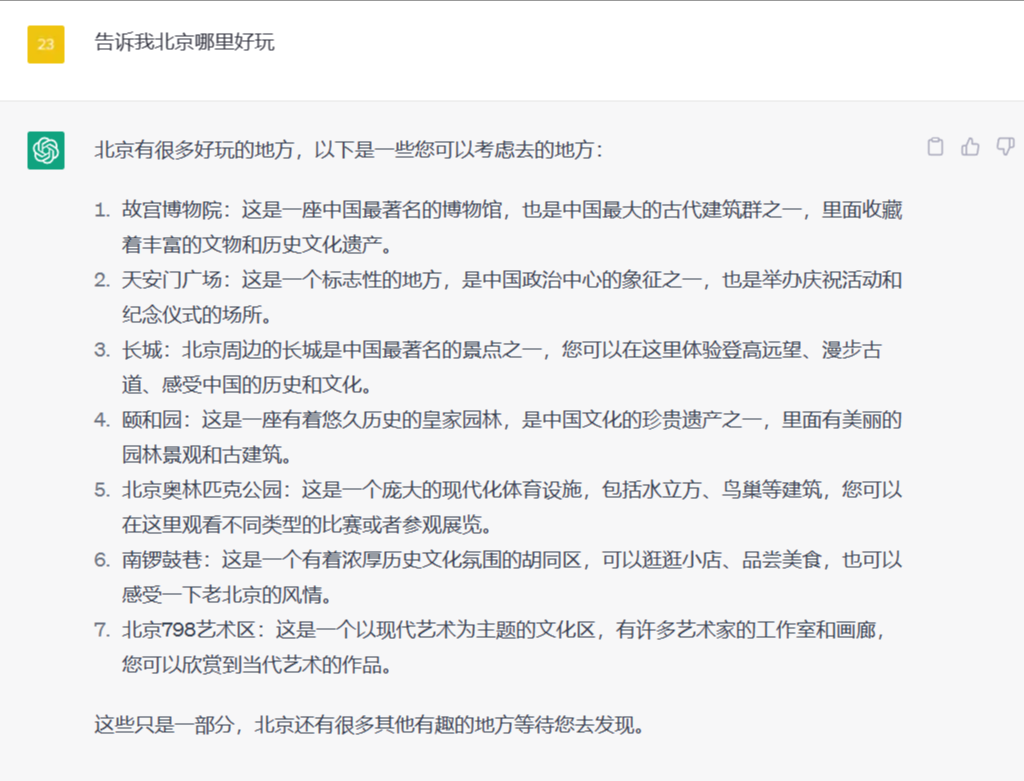 23
告诉我北京哪里好玩
北京有很多好玩的地方，以下是一些您可以考虑去的地方：
1. 故宫博物院：这是一座中国最著名的博物馆，也是中国最大的古代建筑群之一，里面收藏
着丰富的文物和历史文化遗产。
2. 天安门广场：这是一个标志性的地方，是中国政治中心的象征之一，也是举办庆祝活动和
纪念仪式的场所。
3. 长城：北京周边的长城是中国最著名的景点之一，您可以在这里体验登高远望、漫步古
道、感受中国的历史和文化。
4. 颐和园：这是一座有着悠久历史的皇家园林，是中国文化的珍贵遗产之一，里面有美丽的
园林景观和古建筑。
5. 北京奥林匹克公园：这是一个庞大的现代化体育设施，包括水立方、鸟巢等建筑，您可以
在这里观看不同类型的比赛或者参观展览。
6. 南锣鼓巷：这是一个有着浓厚历史文化氛围的胡同区，可以逛逛小店、品尝美食，也可以
感受一下老北京的风情。
7. 北京798艺术区：这是一个以现代艺术为主题的文化区，有许多艺术家的工作室和画廊，
您可以欣赏到当代艺术的作品。
这些只是一部分，北京还有很多其他有趣的地方等待您去发现。